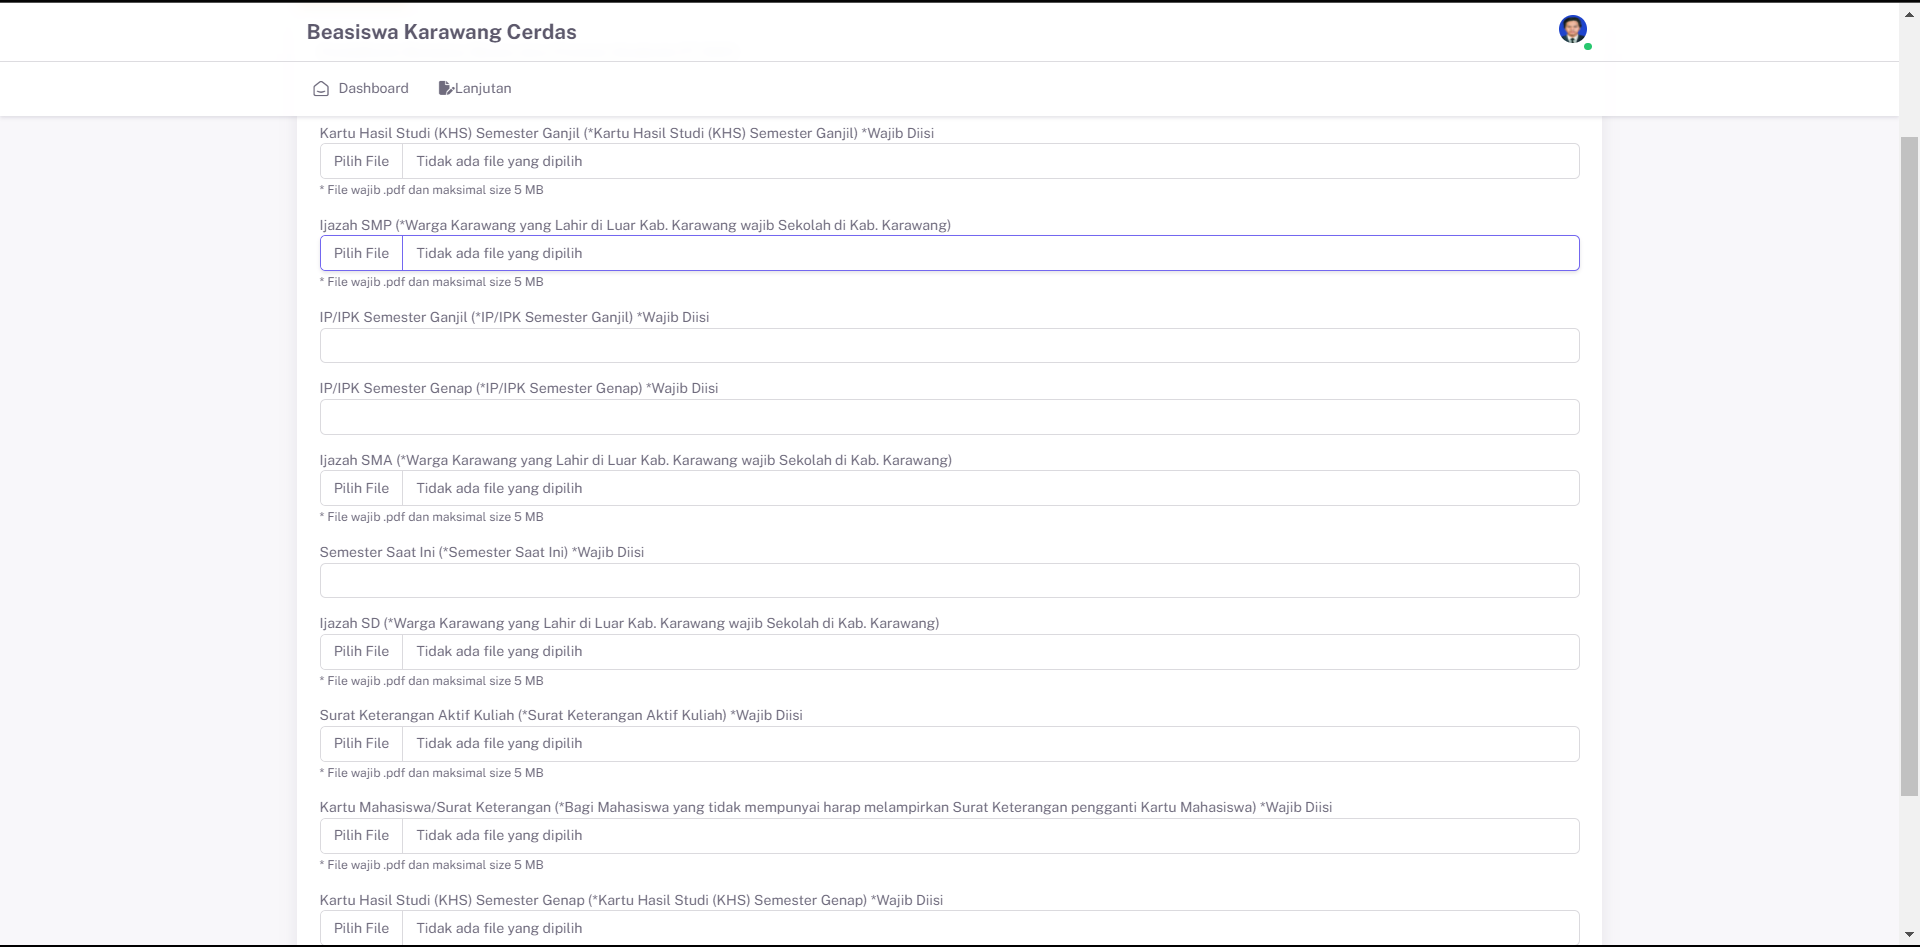 Beasiswa Karawang Cerdas
Dashboard
Lanjutan
Kartu Hasil Studi (KHS) Semester Ganjil (*Kartu Hasil Studi (KHS) Semester Ganjil) *Wajib Diisi
Pilih File Tidak ada file yang dipilih
* File wajib .pdf dan maksimal size 5 MB
Ijazah SMP (*Warga Karawang yang Lahir di Luar Kab. Karawang wajib Sekolah di Kab. Karawang)
Pilih File Tidak ada file yang dipilih
* File wajib .pdf dan maksimal size 5 MB
IP/IPK Semester Ganjil (*IP/IPK Semester Ganjil) *Wajib Diisi
IP/IPK Semester Genap (*IP/IPK Semester Genap) *Wajib Diisi
Ijazah SMA (*Warga Karawang yang Lahir di Luar Kab. Karawang wajib Sekolah di Kab. Karawang)
Pilih File Tidak ada file yang dipilih
* File wajib .pdf dan maksimal size 5 MB
Semester Saat Ini (*Semester Saat Ini) *Wajib Diisi
Ijazah SD (*Warga Karawang yang Lahir di Luar Kab. Karawang wajib Sekolah di Kab. Karawang)
Pilih File Tidak ada file yang dipilih
* File wajib .pdf dan maksimal size 5 MB
Surat Keterangan Aktif Kuliah (*Surat Keterangan Aktif Kuliah) *Wajib Diisi
Pilih File Tidak ada file yang dipilih
* File wajib .pdf dan maksimal size 5 MB
Kartu Mahasiswa/Surat Keterangan (*Bagi Mahasiswa yang tidak mempunyai harap melampirkan Surat Keterangan pengganti Kartu Mahasiswa) *Wajib Diisi
Pilih File Tidak ada file yang dipilih
* File wajib .pdf dan maksimal size 5 MB
Kartu Hasil Studi (KHS) Semester Genap (*Kartu Hasil Studi (KHS) Semester Genap) *Wajib Diisi
Pilih File Tidak ada file yang dipilih